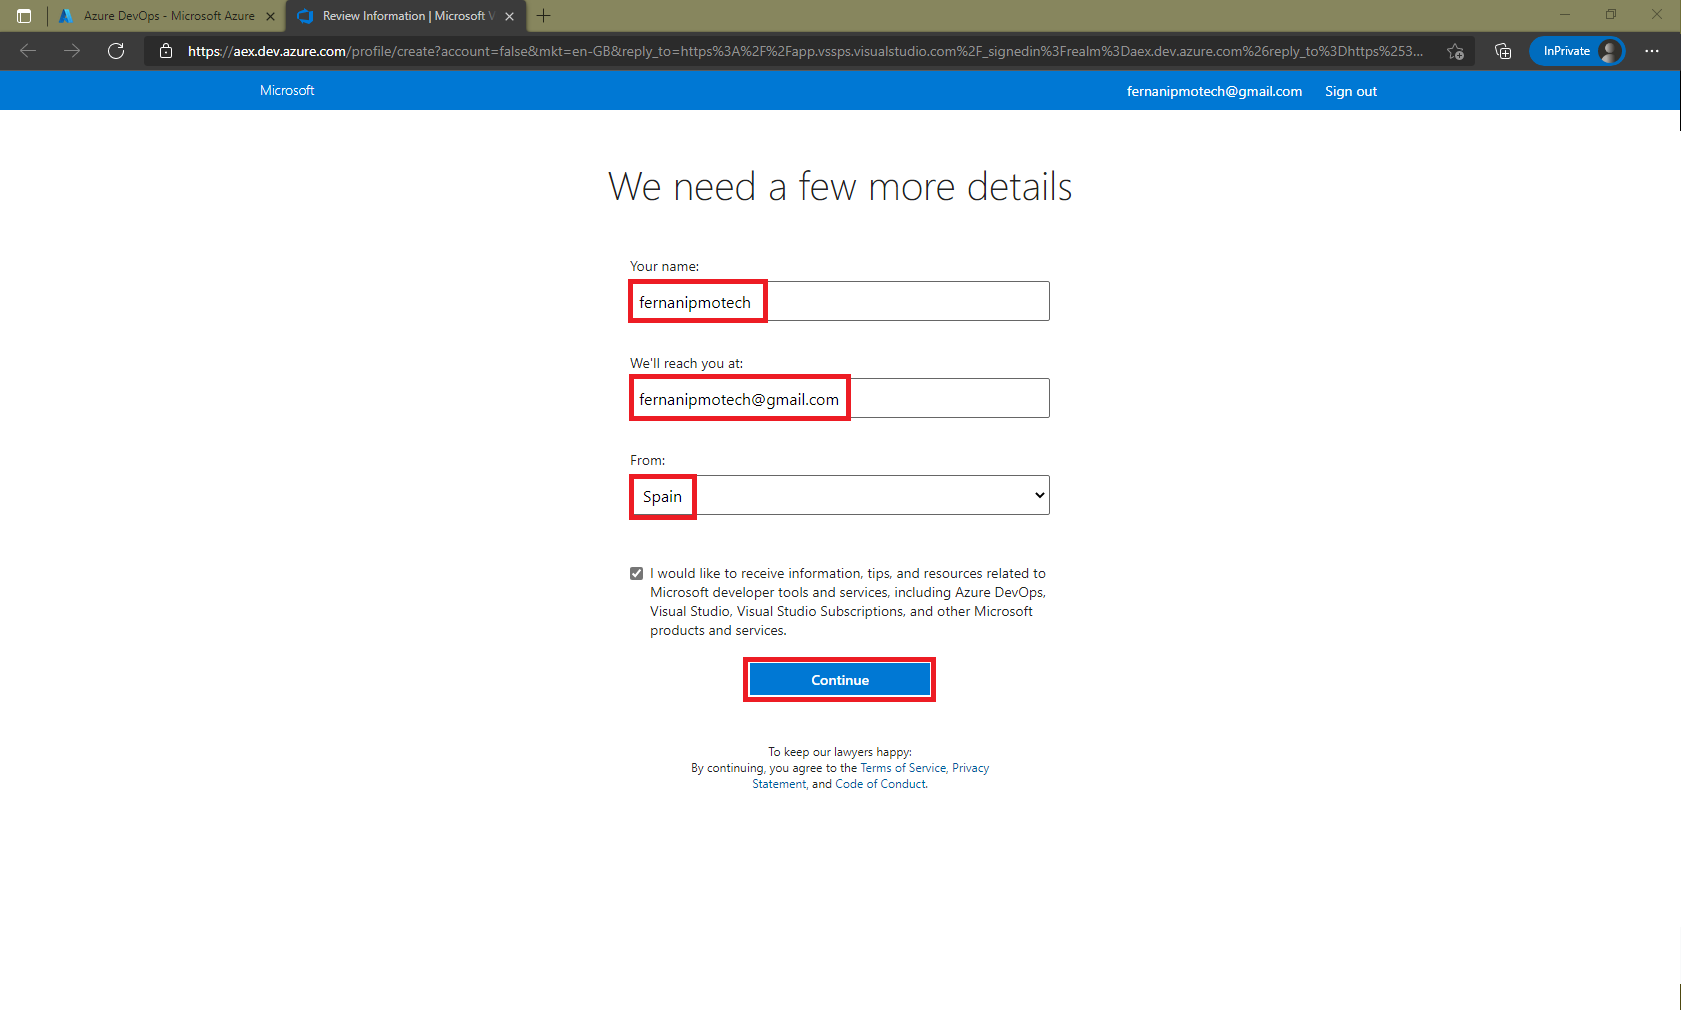 Azure DevOps - Microsoft Azure
Review Information | Microsoft V
https://aex.dev.azure.com/profile/create?account=false&mkt=en-GB&reply_to=https%3A%2F%2Fapp.vssps.visualstudio.com%2F_signedin%3Frealm%3Daex.dev.azure.com%26reply_to%3Dhttps%253...
InPrivate
Microsoft
fernanipmotech@gmail.com Sign out
We need a few more details
Your name:
fernanipmotech
We'll reach you at:
fernanipmotech@gmail.com
From:
Spain
I would like to receive information, tips, and resources related to
Microsoft developer tools and services, including Azure DevOps,
Visual Studio, Visual Studio Subscriptions, and other Microsoft
products and services.
Continue
To keep our lawyers happy:
By continuing, you agree to the Terms of Service, Privacy
Statement, and Code of Conduct.